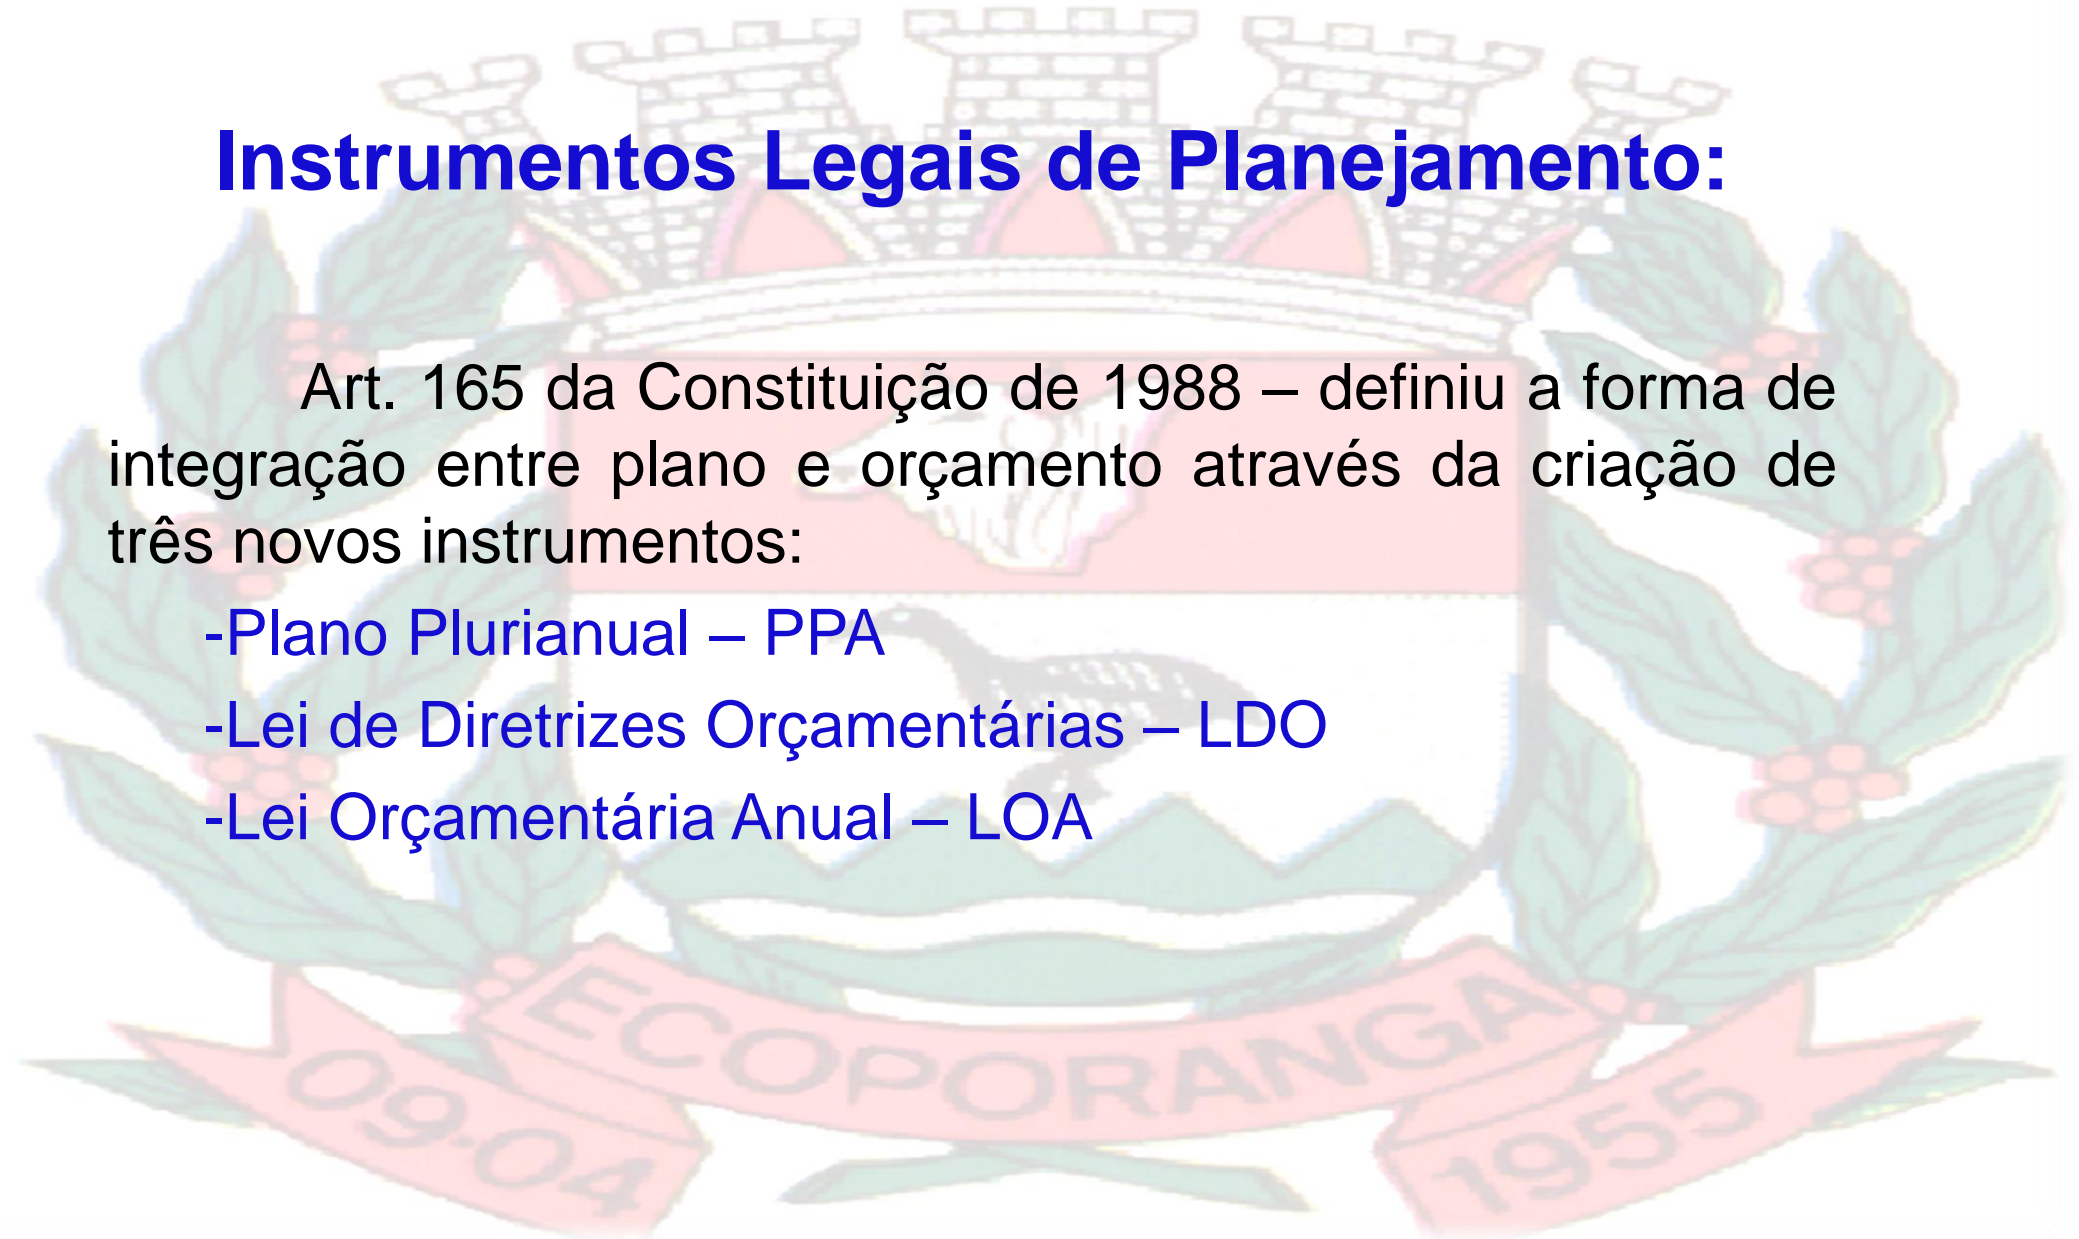 Instrumentos Legais de Planejamento:
Art. 165 da Constituição de 1988 – definiu a forma de
integração entre plano e orçamento através da criação de
três novos instrumentos:
-Plano Plurianual – PPA
-Lei de Diretrizes Orçamentárias – LDO
-Lei Orçamentária Anual – LOA
ECOPORANGA
09-04
1955